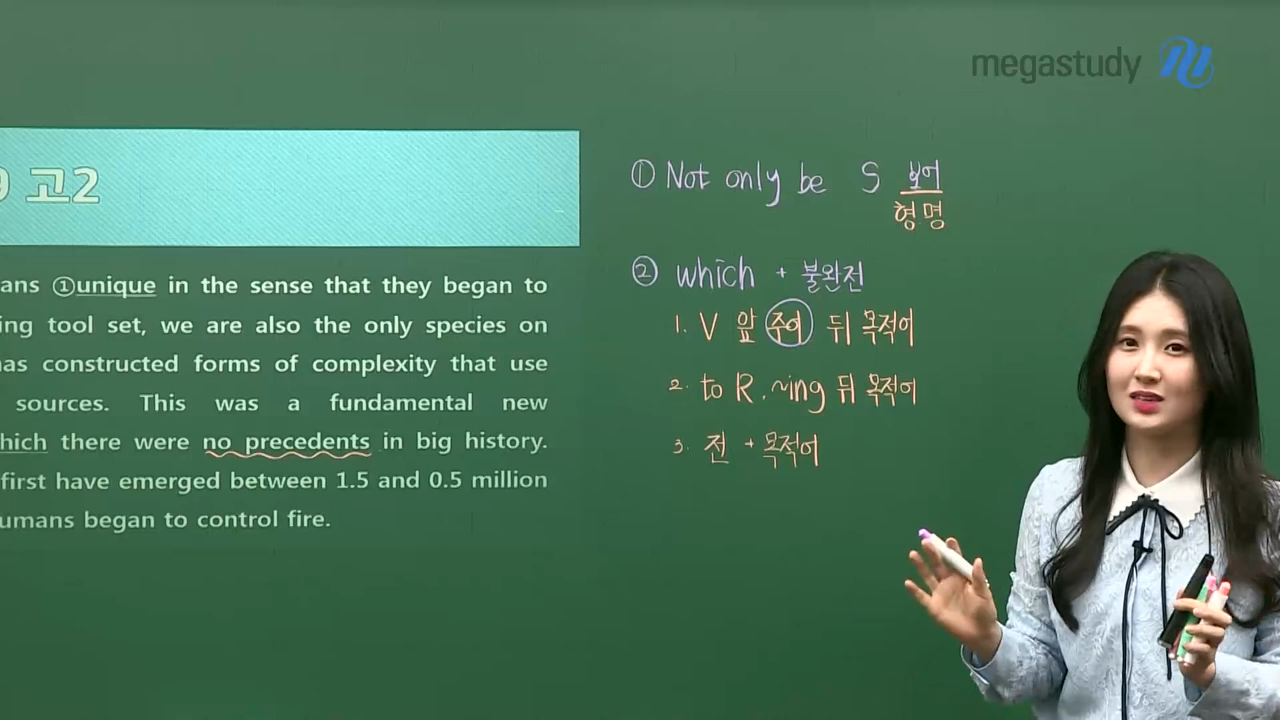 megastudy
9 고2
ans ①unique in the sense that they began to
ing tool set, we are also the only species on
has constructed forms of complexity that use
sources. This was a fundamental new
hich there were no precedents in big history.
first have emerged between 1.5 and 0.5 million
umans began to control fire.
① Not only be S 보어
형 명
② which + 불완전
1. V 앞 주어 뒤 목적어
2. to R. ~ing 뒤 목적어
3. 전 + 목적어